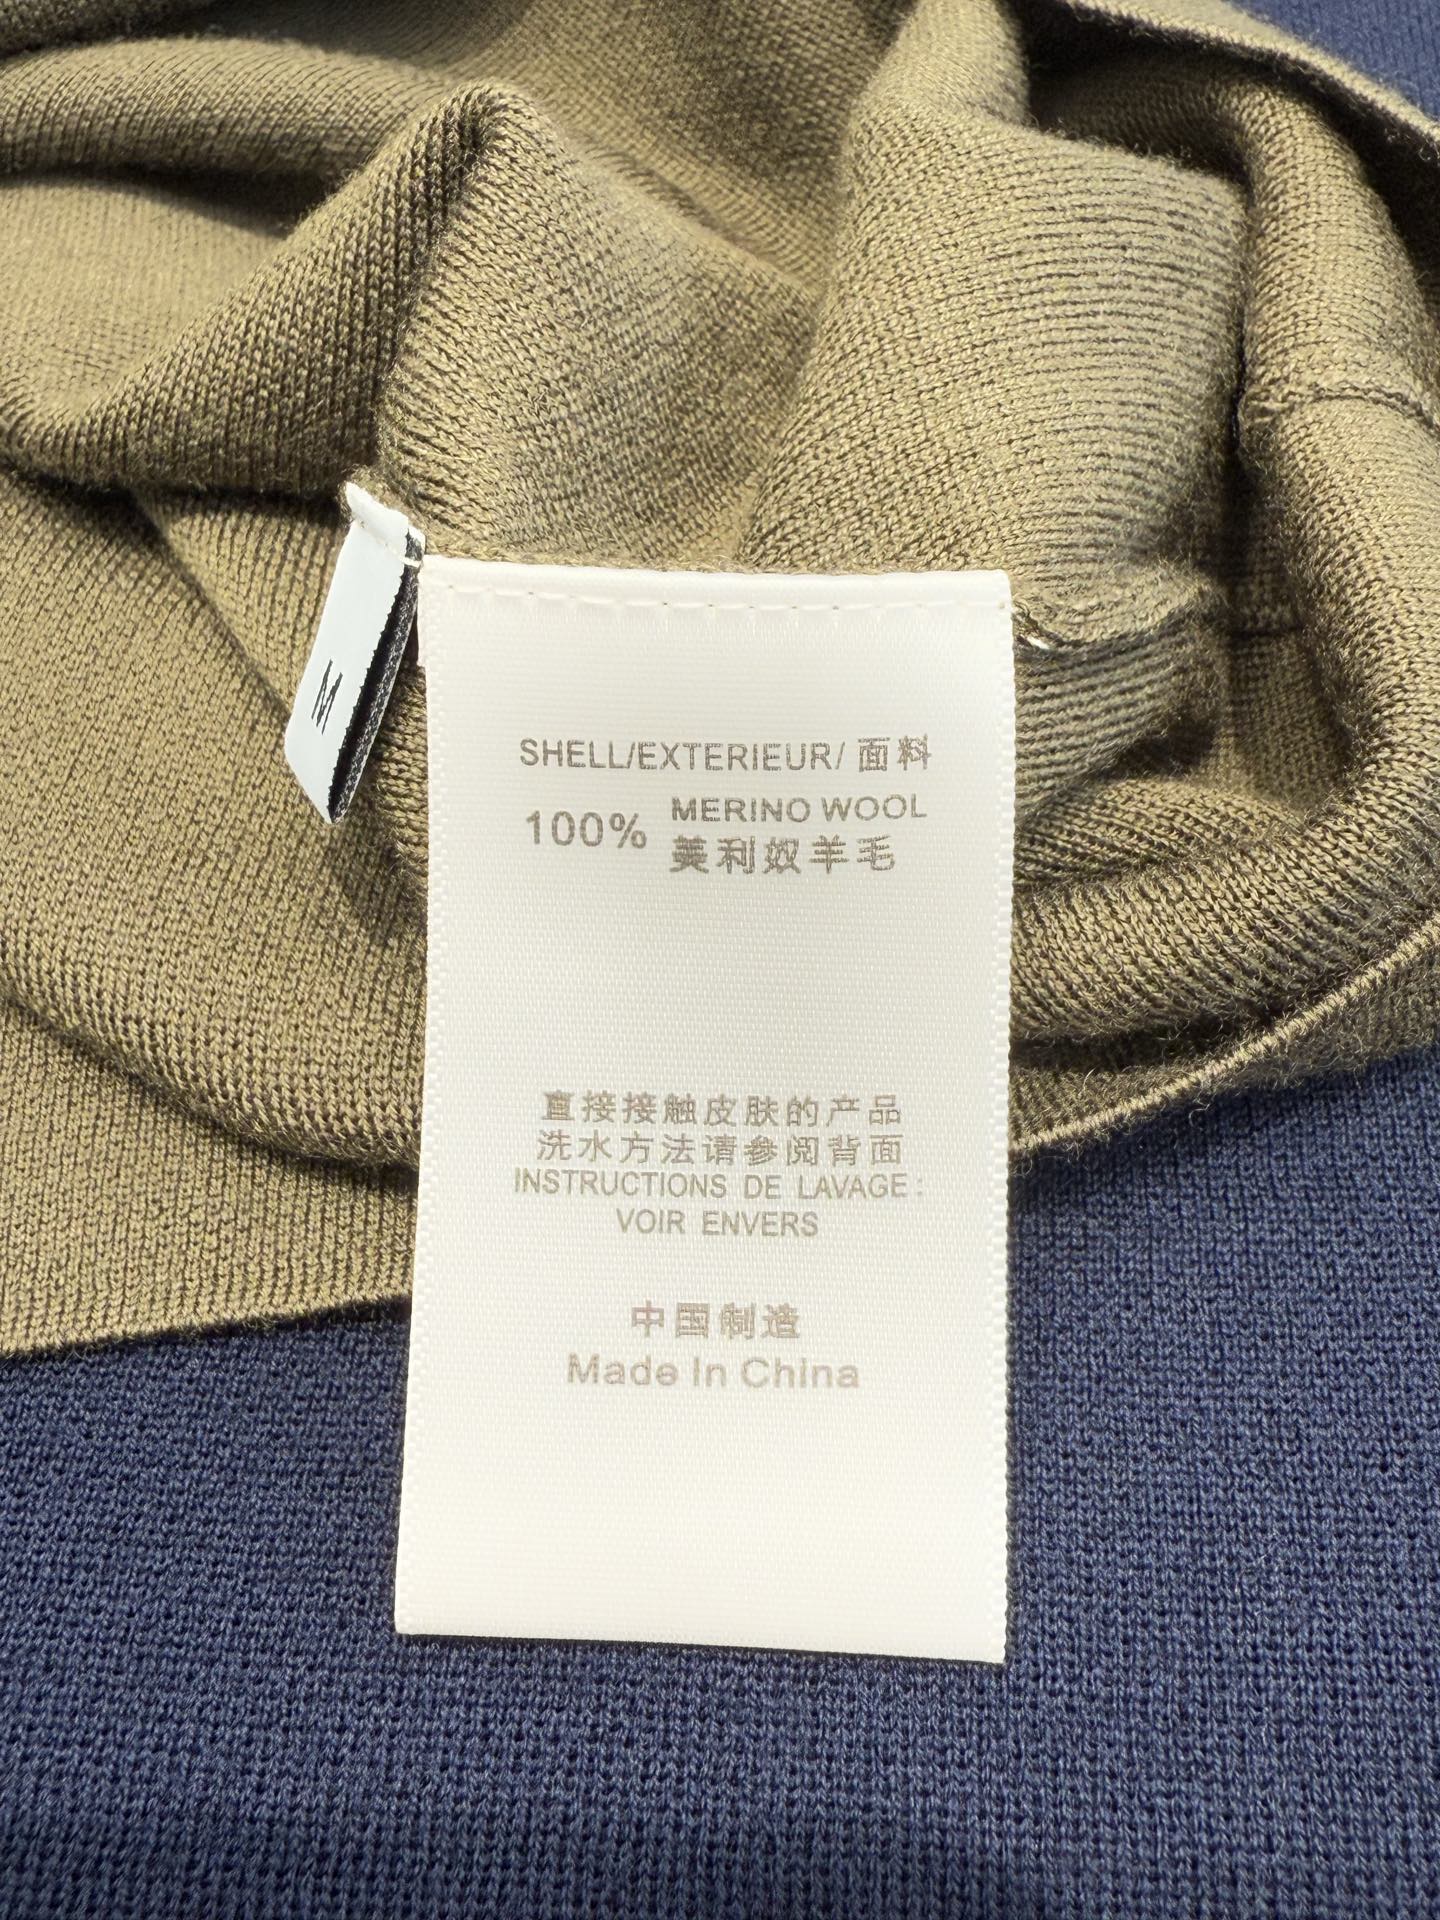 M
SHELL/EXTERIEUR/ 面料
100% MERINO WOOL
美利奴羊毛
直接接触皮肤的产品
洗水方法请参阅背面
INSTRUCTIONS DE LAVAGE :
VOIR ENVERS
中国制造
Made In China